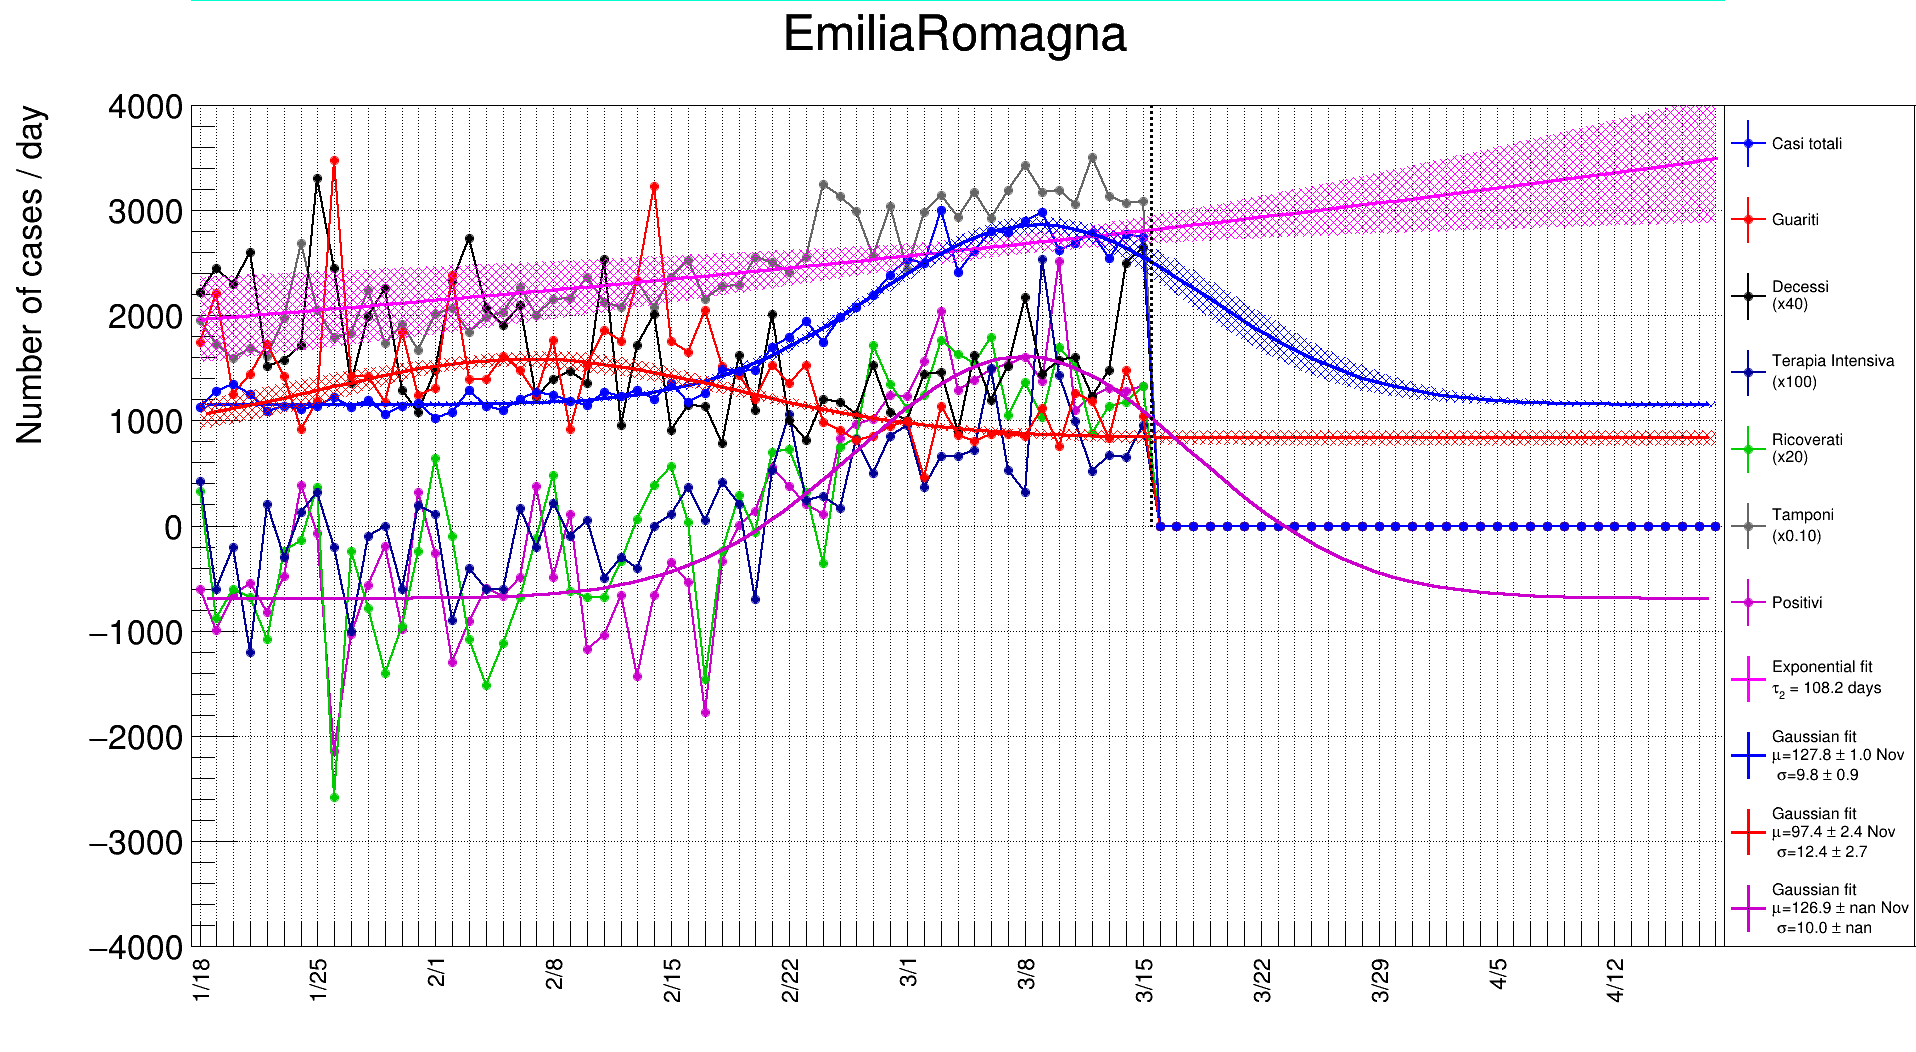 EmiliaRomagna
Number of cases / day
4000
3000
2000
1000
0
−1000
−2000
−3000
−4000
1/18
1/25
2/1
2/8
2/15
2/22
3/1
3/8
3/15
3/22
3/29
4/5
4/12
Casi totali
Guariti
Decessi
(x40)
Terapia Intensiva
(x100)
Ricoverati
(x20)
Tamponi
(x0.10)
Positivi
Exponential fit
τ2 = 108.2 days
Gaussian fit
μ=127.8 ± 1.0 Nov
σ=9.8 ± 0.9
Gaussian fit
μ=97.4 ± 2.4 Nov
σ=12.4 ± 2.7
Gaussian fit
μ=126.9 ± nan Nov
σ=10.0 ± nan